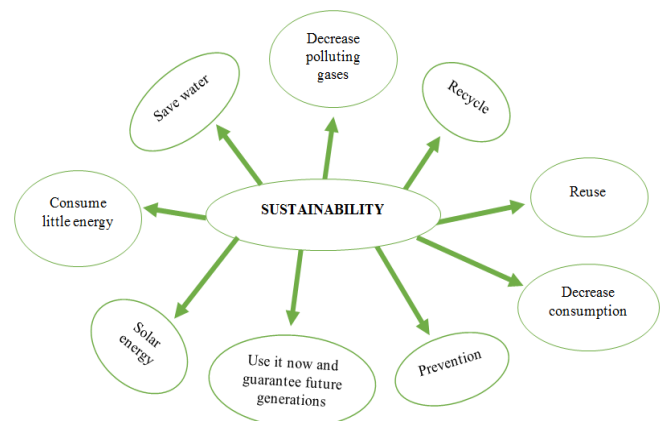 Decrease
polluting
gases
Save water
Recycle
Consume
little energy
SUSTAINABILITY
Reuse
Decrease
consumption
Solar
energy
Use it now and
guarantee future
generations
Prevention